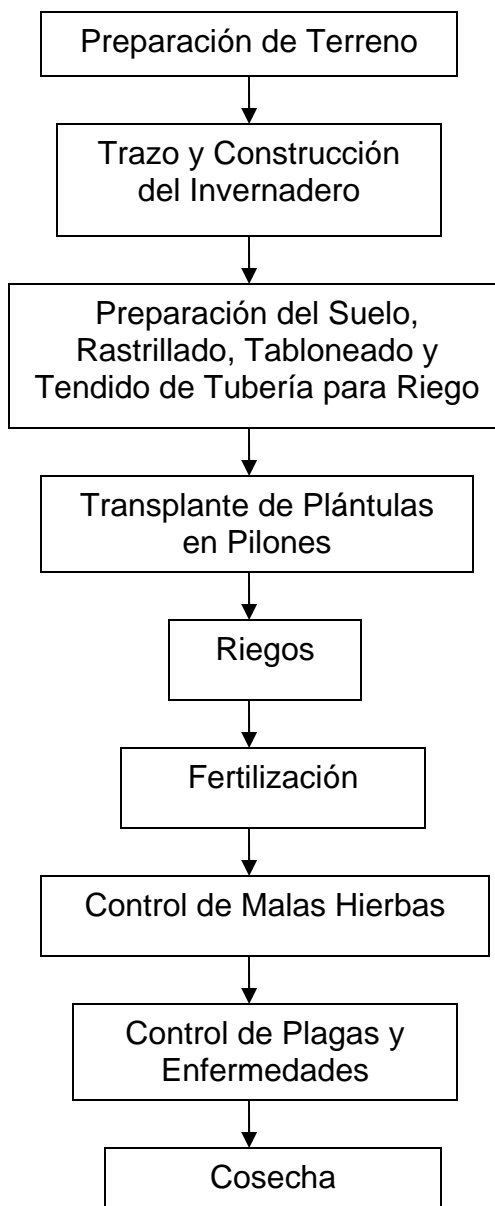 Preparación de Terreno
Trazo y Construcción
del Invernadero
Preparación del Suelo,
Rastrillado, Tabloneado y
Tendido de Tubería para Riego
Transplante de Plántulas
en Pilones
Riegos
Fertilización
Control de Malas Hierbas
Control de Plagas y
Enfermedades
Cosecha